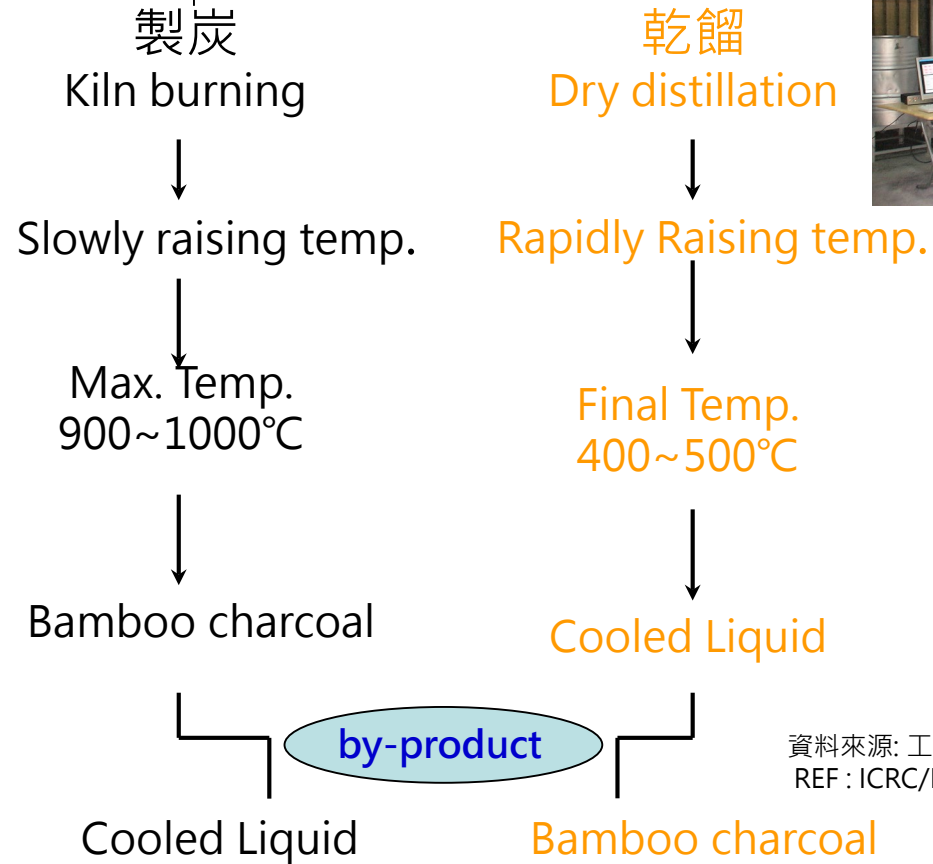 製炭
Kiln burning
Slowly raising temp.
Max. Temp.
900~1000℃
Bamboo charcoal
乾餾
Dry distillation
Rapidly Raising temp.
Final Temp.
400~500℃
Cooled Liquid
by-product
Cooled Liquid
Bamboo charcoal
資料來源: 工
REF : ICRC/